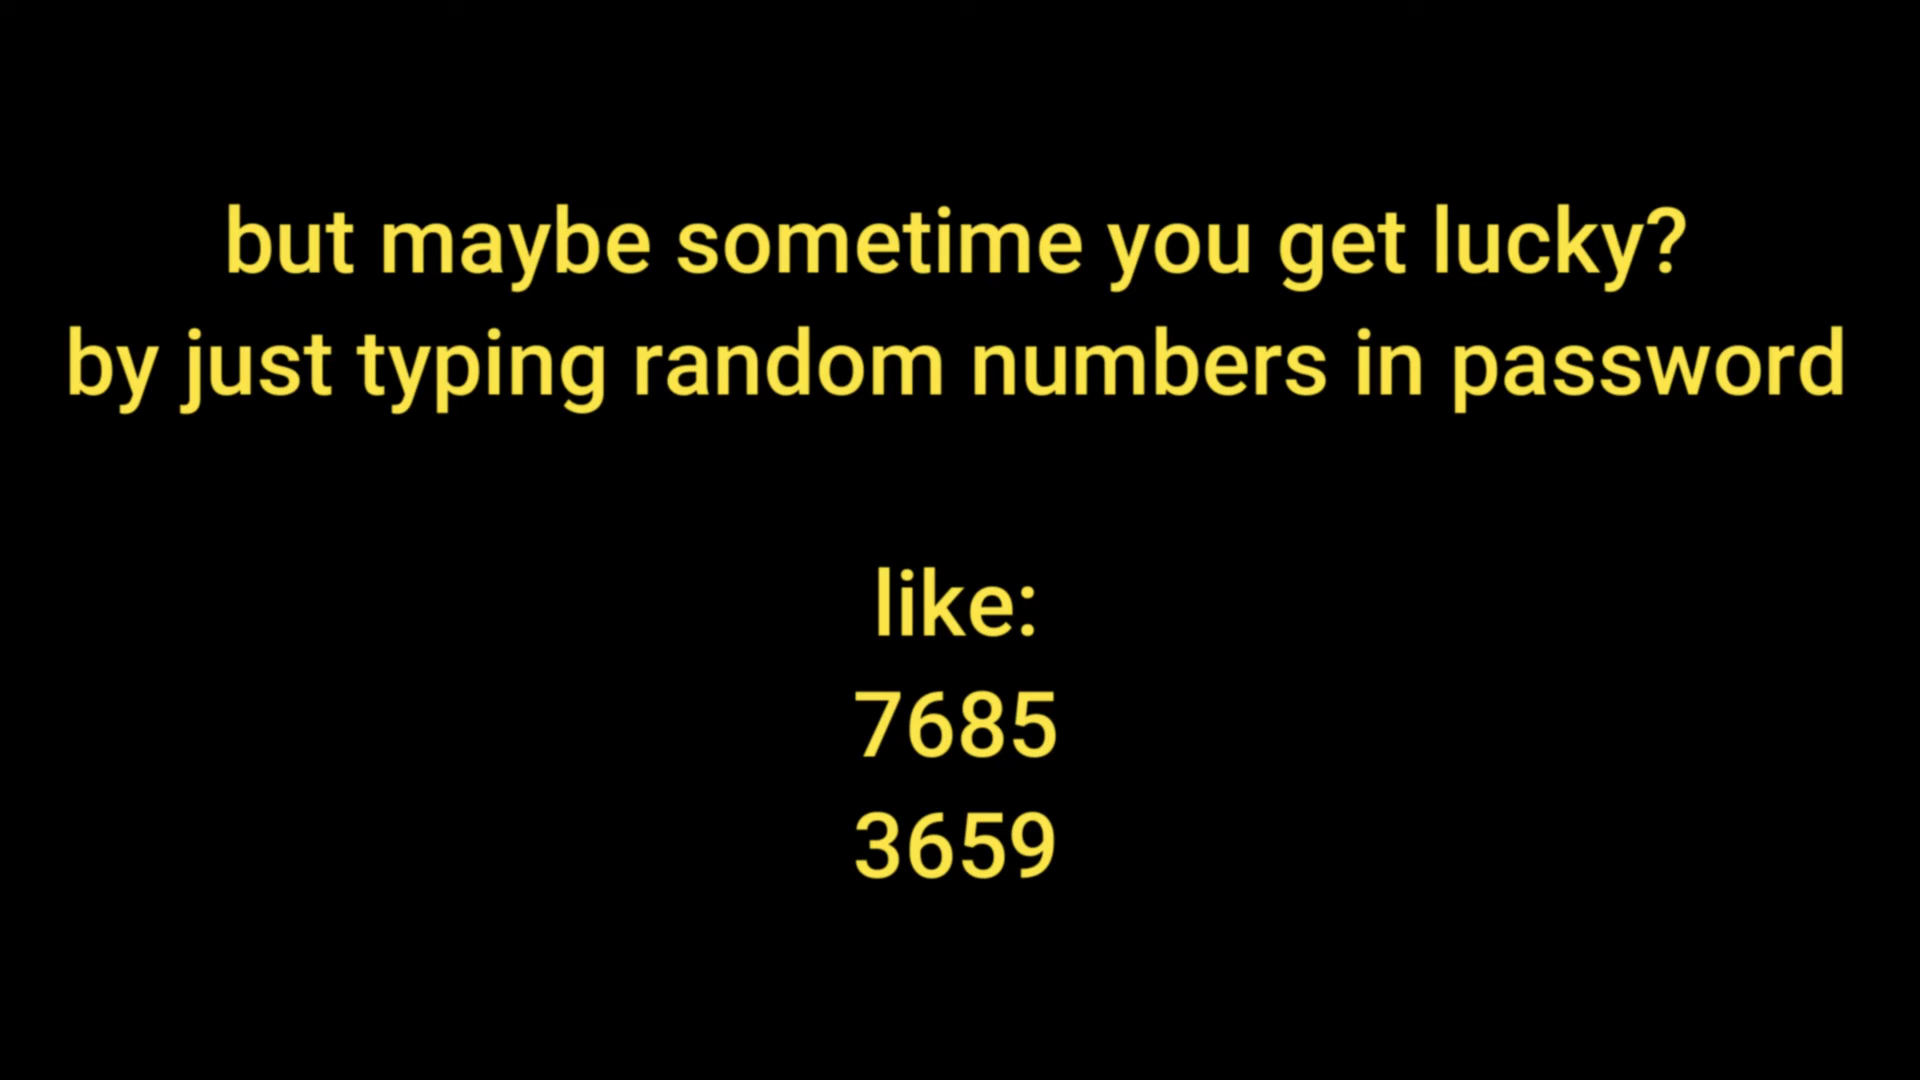 but maybe sometime you get lucky?
by just typing random numbers in password
like:
7685
3659